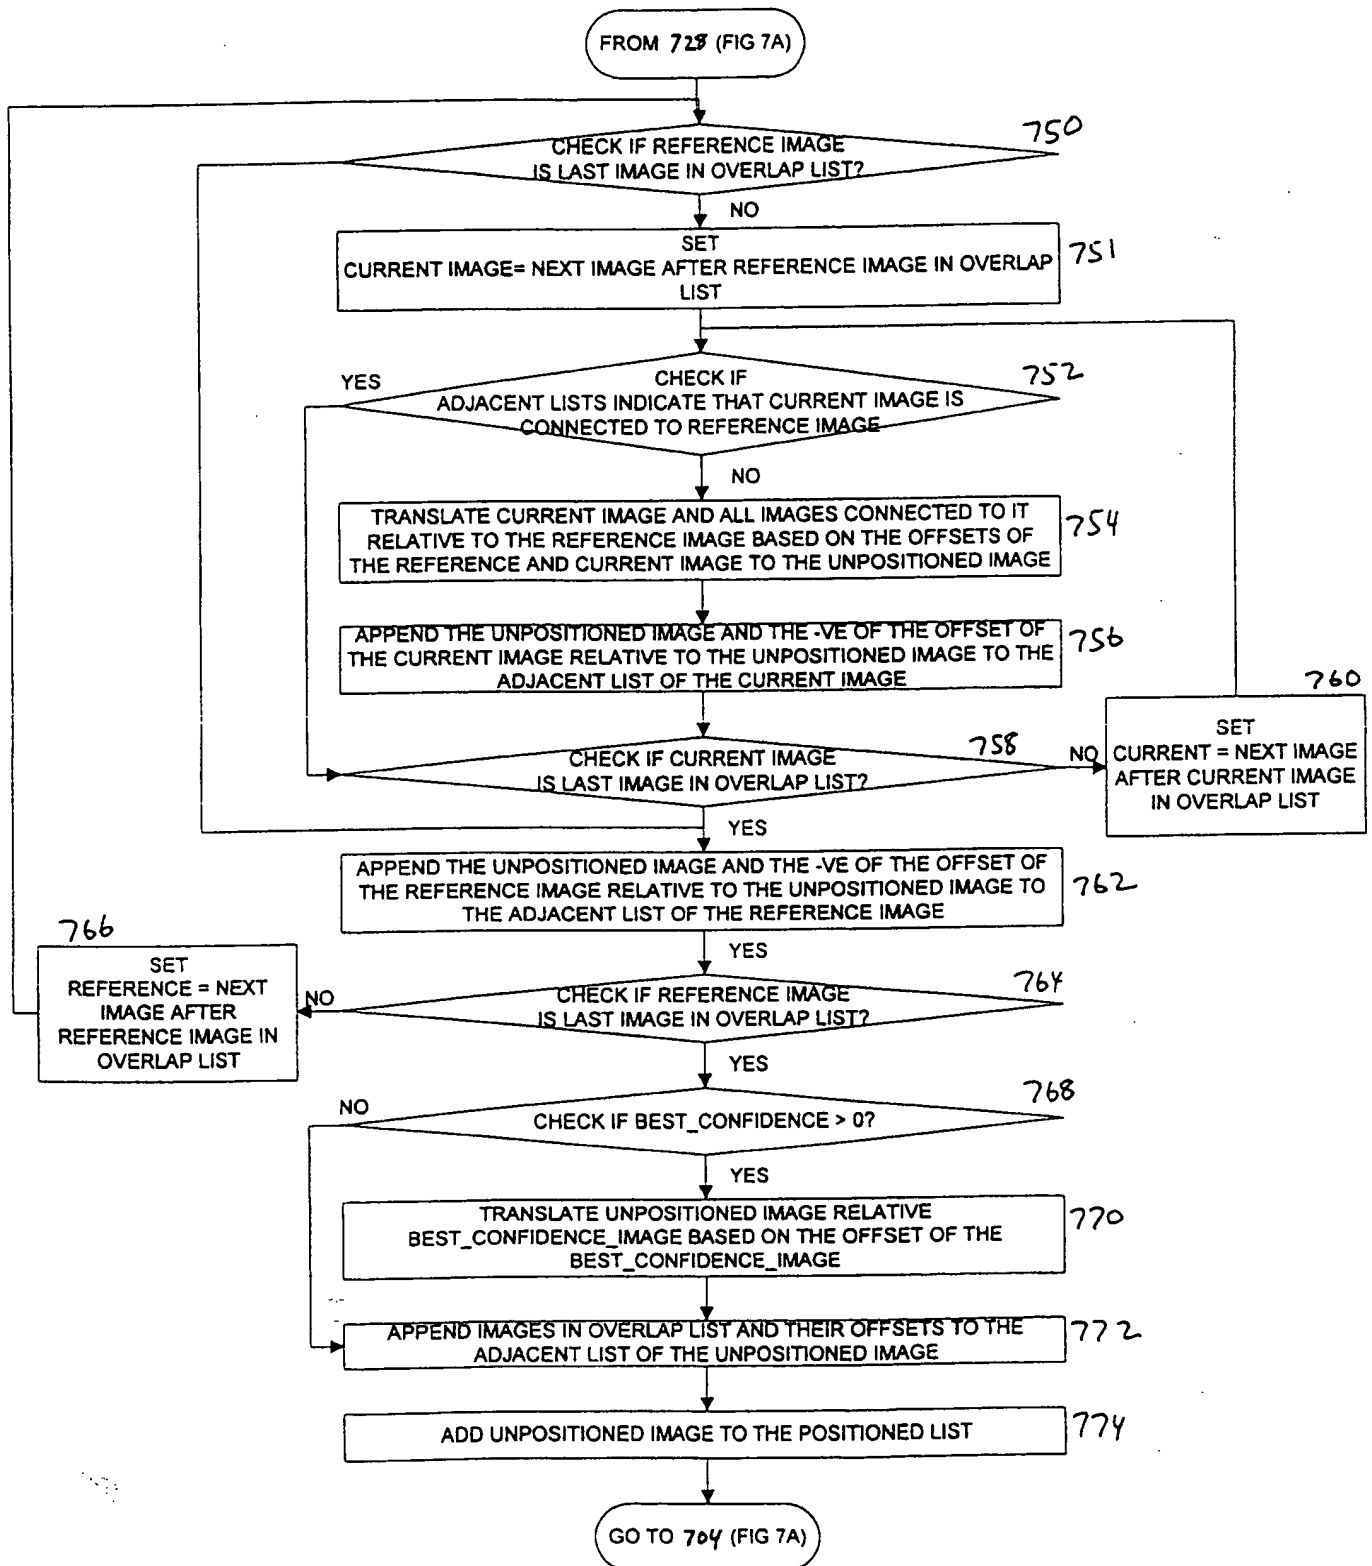 FROM 728 (FIG 7A)
750
CHECK IF REFERENCE IMAGE
IS LAST IMAGE IN OVERLAP LIST?
NO
SET
CURRENT IMAGE= NEXT IMAGE AFTER REFERENCE IMAGE IN OVERLAP
LIST
751
YES
CHECK IF
ADJACENT LISTS INDICATE THAT CURRENT IMAGE IS
CONNECTED TO REFERENCE IMAGE
752
NO
TRANSLATE CURRENT IMAGE AND ALL IMAGES CONNECTED TO IT
RELATIVE TO THE REFERENCE IMAGE BASED ON THE OFFSETS OF
THE REFERENCE AND CURRENT IMAGE TO THE UNPOSITIONED IMAGE
754
APPEND THE UNPOSITIONED IMAGE AND THE -VE OF THE OFFSET OF
THE CURRENT IMAGE RELATIVE TO THE UNPOSITIONED IMAGE TO THE
ADJACENT LIST OF THE CURRENT IMAGE
756
760
SET
CURRENT = NEXT IMAGE
AFTER CURRENT IMAGE
IN OVERLAP LIST
CHECK IF CURRENT IMAGE
IS LAST IMAGE IN OVERLAP LIST?
758
NO
YES
APPEND THE UNPOSITIONED IMAGE AND THE -VE OF THE OFFSET OF
THE REFERENCE IMAGE RELATIVE TO THE UNPOSITIONED IMAGE TO
THE ADJACENT LIST OF THE REFERENCE IMAGE
762
YES
766
SET
REFERENCE = NEXT
IMAGE AFTER
REFERENCE IMAGE IN
OVERLAP LIST
NO
CHECK IF REFERENCE IMAGE
IS LAST IMAGE IN OVERLAP LIST?
764
YES
NO
CHECK IF BEST_CONFIDENCE > 0?
768
YES
TRANSLATE UNPOSITIONED IMAGE RELATIVE
BEST_CONFIDENCE_IMAGE BASED ON THE OFFSET OF THE
BEST_CONFIDENCE_IMAGE
770
APPEND IMAGES IN OVERLAP LIST AND THEIR OFFSETS TO THE
ADJACENT LIST OF THE UNPOSITIONED IMAGE
772
ADD UNPOSITIONED IMAGE TO THE POSITIONED LIST
774
GO TO 704 (FIG 7A)